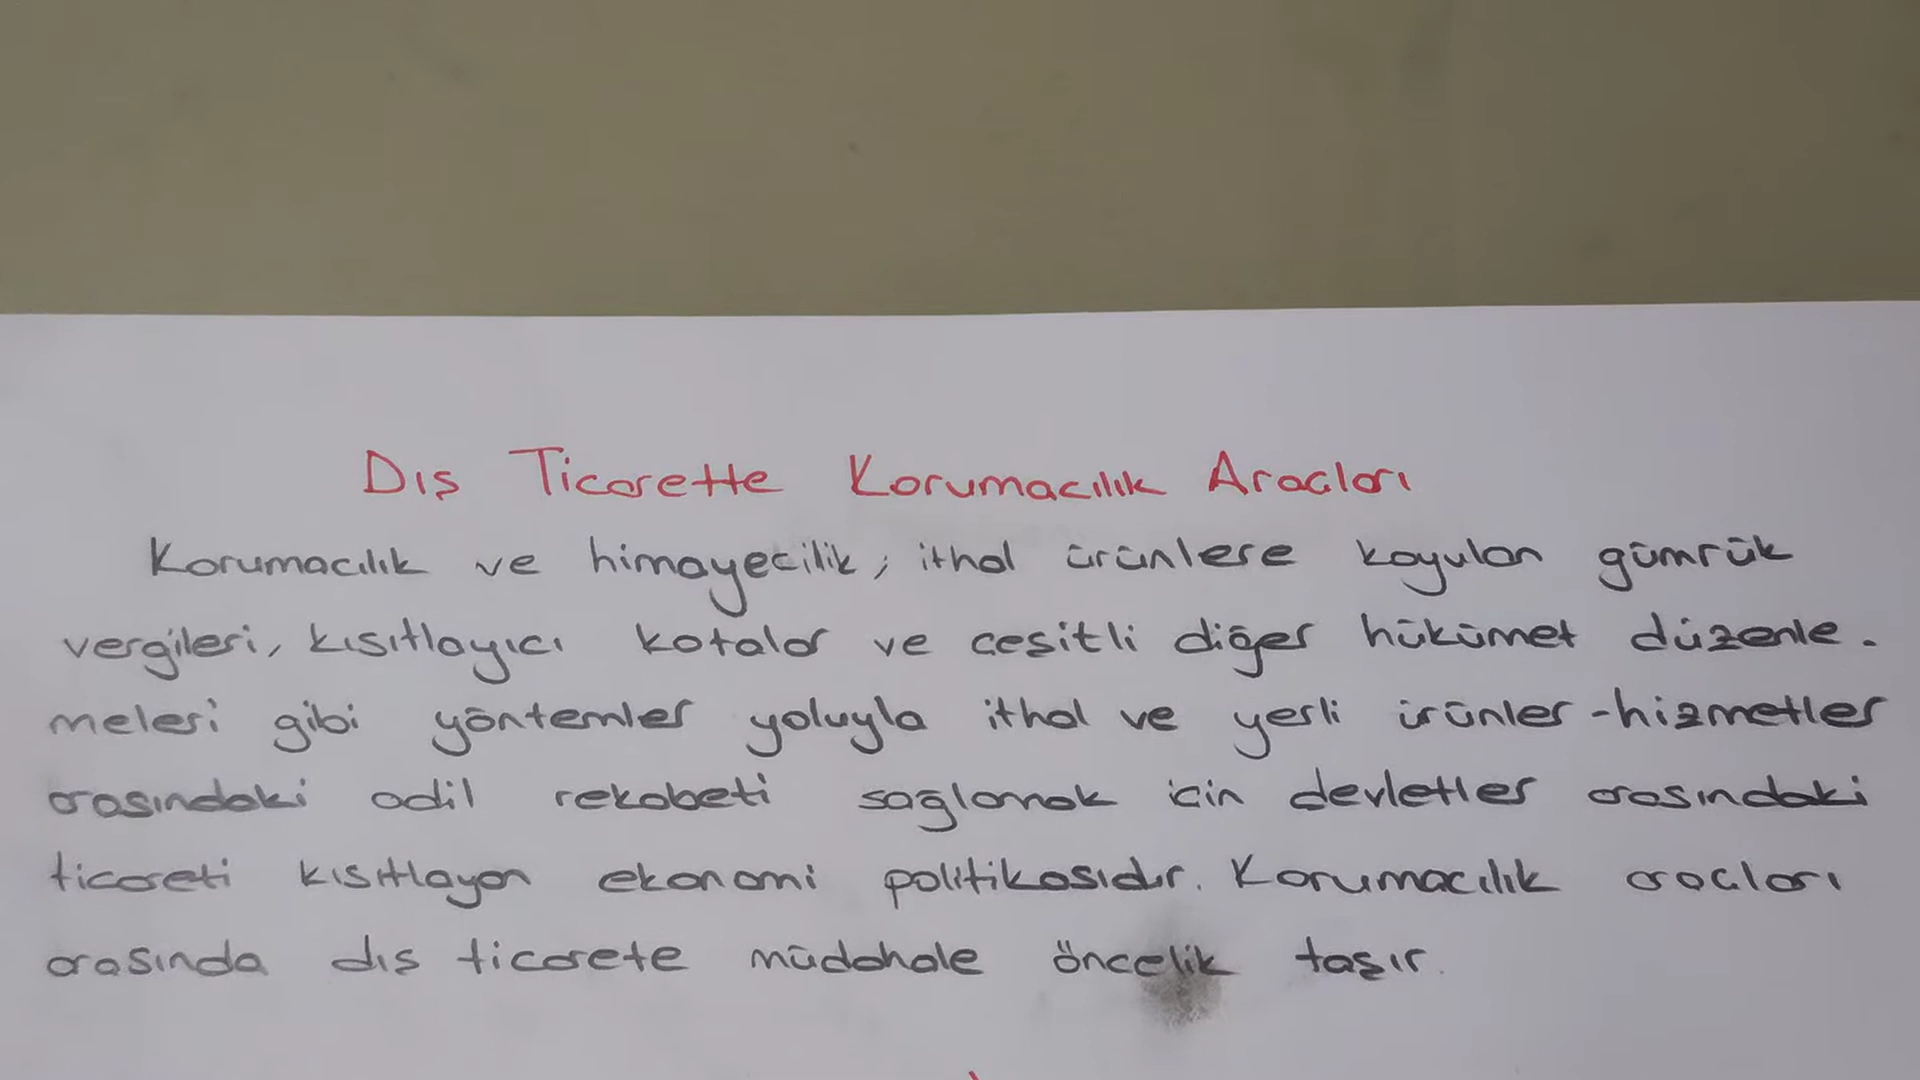 Dış Ticarette Korumacılık Araçları
Korumacılık ve himayecilik; ithal ürünlere koyulan gümrük
vergileri, kısıtlayıcı kotalar ve çeşitli diğer hükümet düzenle-
meleri gibi yöntemler yoluyla ithal ve yerli ürünler-hizmetler
arasındaki adil rekabeti sağlamak için devletler arasındaki
ticareti kısıtlayan ekonomi politikasıdır. Korumacılık araçları
arasında dış ticarete müdahale öncelik taşır.